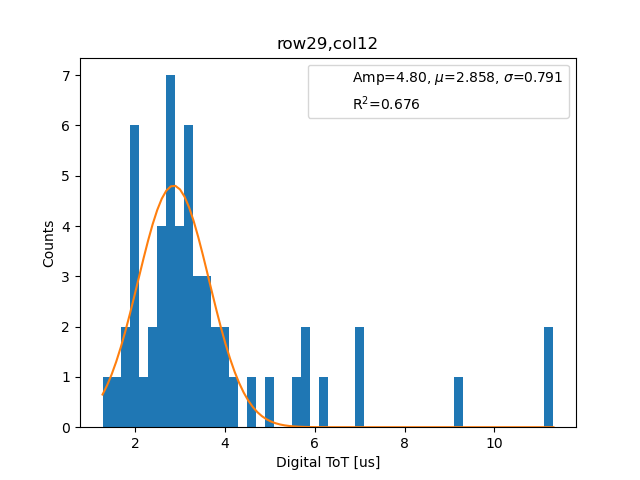 row29,col12
Amp=4.80, μ=2.858, σ=0.791
R²=0.676
7
6
5
4
3
2
1
0
Counts
2 4 6 8 10
Digital ToT [us]